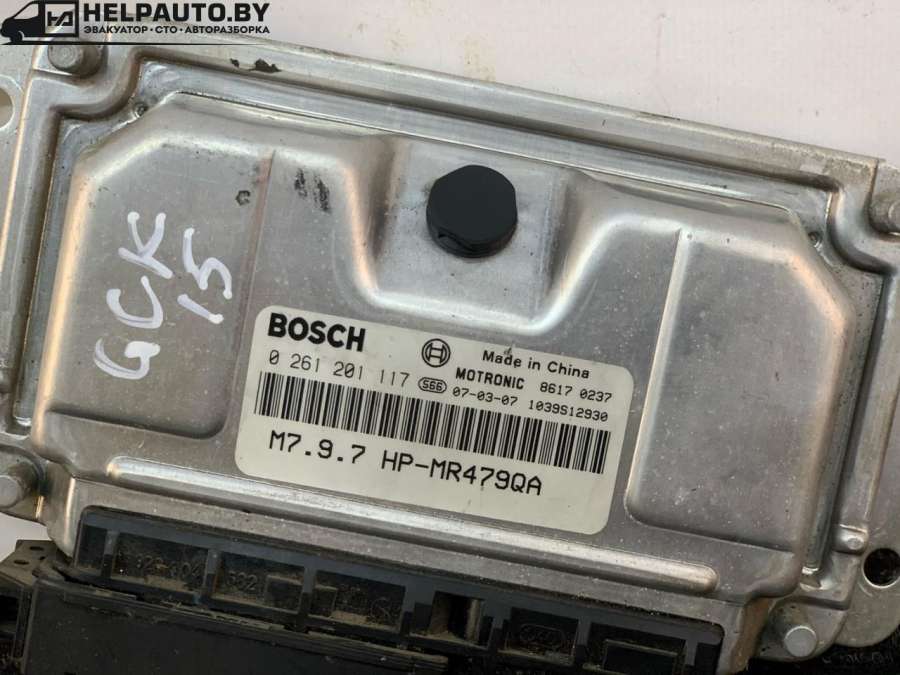 HELPAUTO.BY
ЭВАКУАТОР·СТО·АВТОРАЗБОРКА
GCK
15
BOSCH
Made in China
0 261 201 117
S66
MOTRONIC 8617 0237
07-03-07 1039S12930
M7.9.7 HP-MR479QA